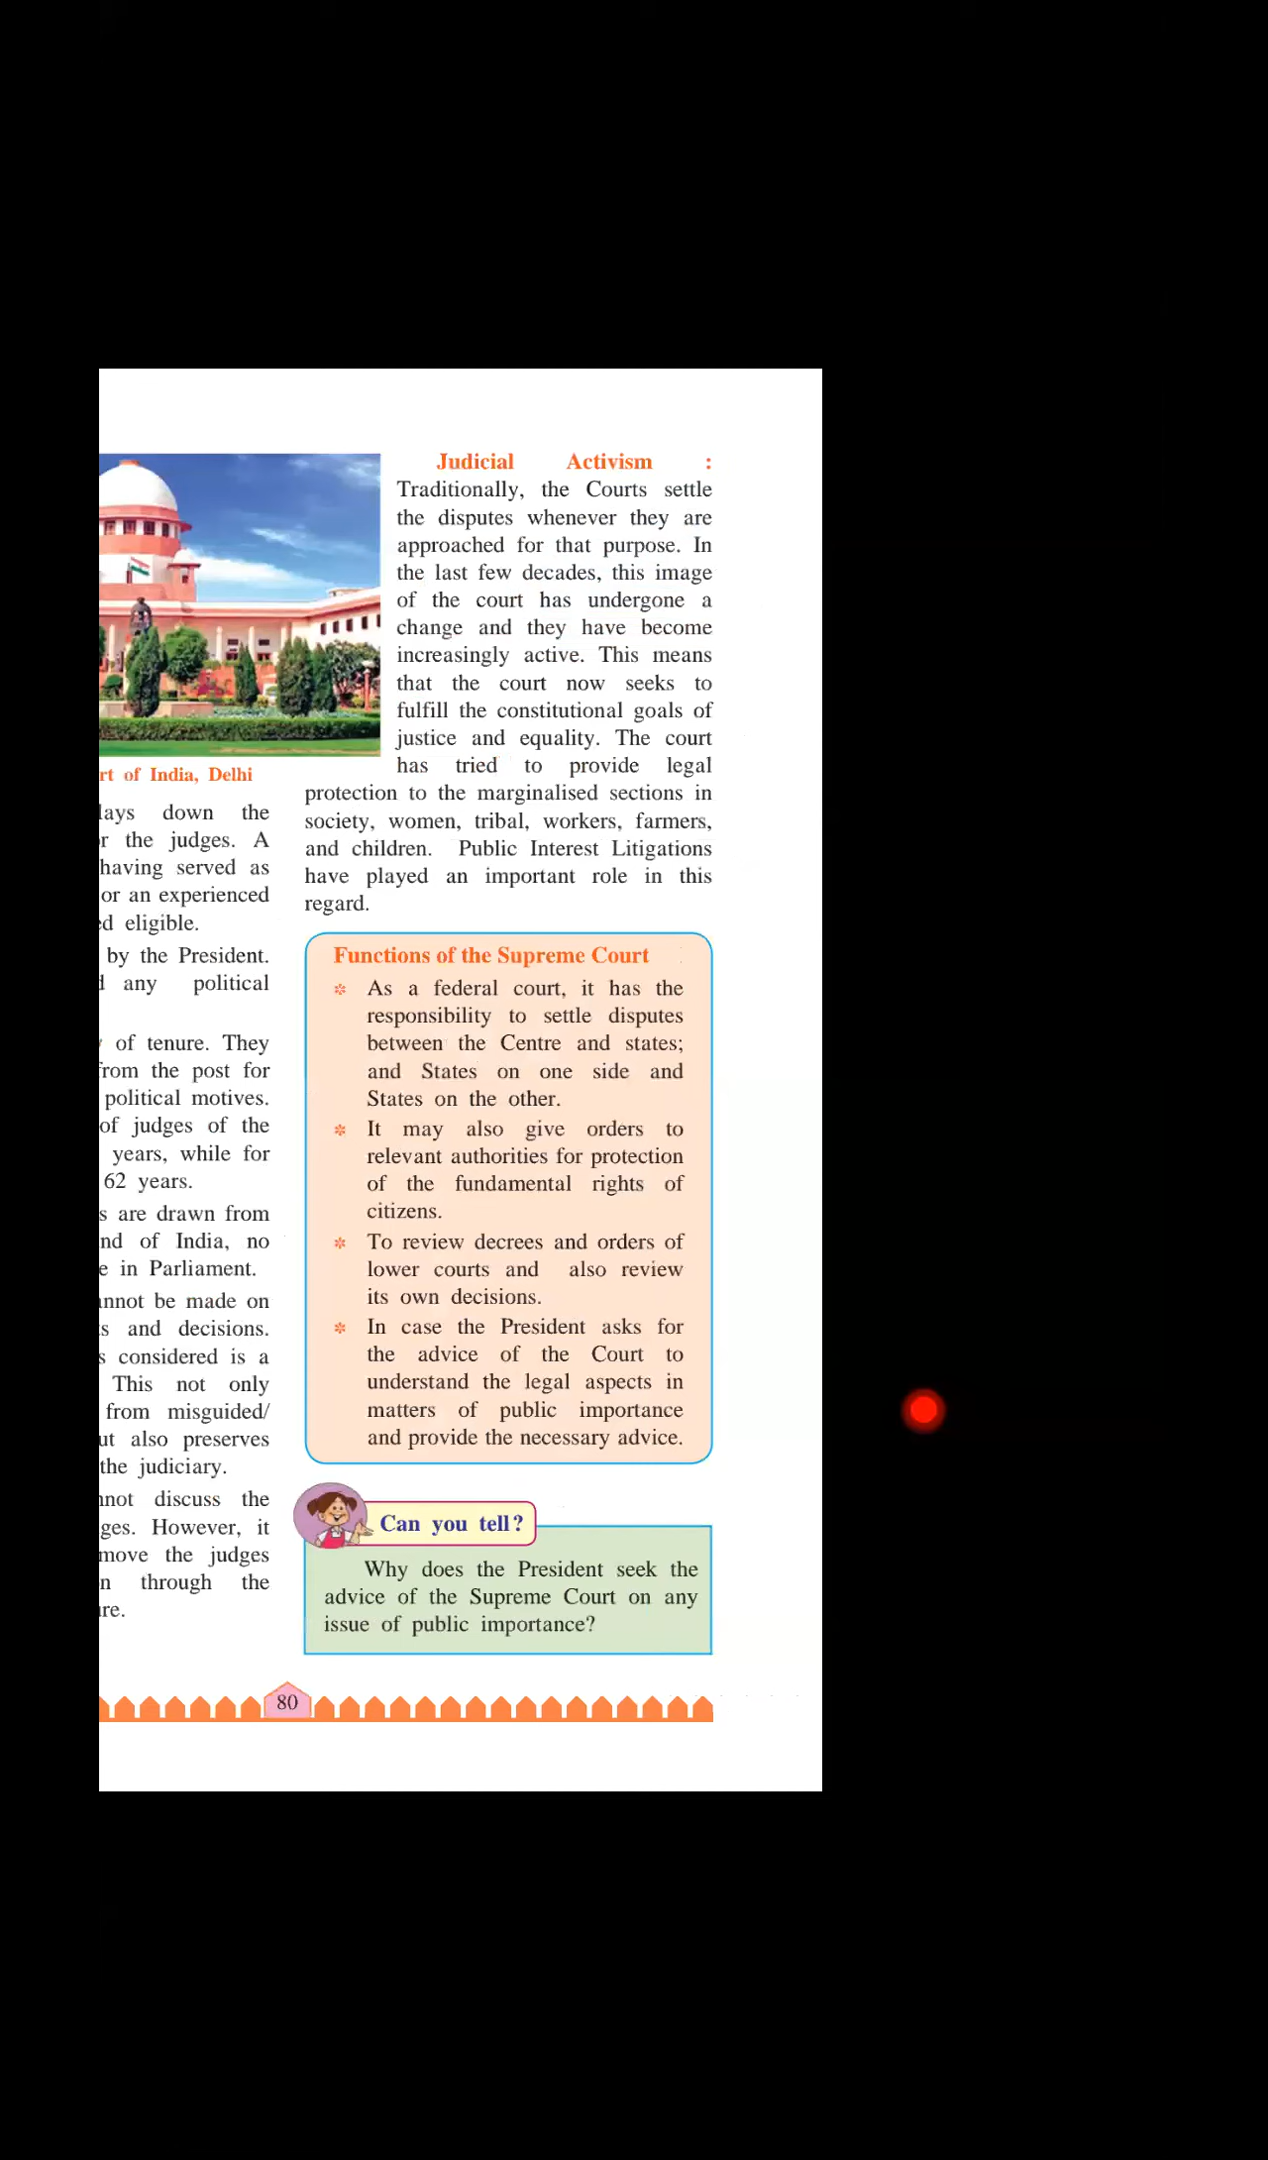 rt of India, Delhi
lays down the
r the judges. A
having served as
or an experienced
ed eligible.
by the President.
any political
of tenure. They
from the post for
political motives.
of judges of the
years, while for
62 years.
s are drawn from
nd of India, no
e in Parliament.
annot be made on
s and decisions.
s considered is a
This not only
from misguided/
ut also preserves
the judiciary.
nnot discuss the
ges. However, it
move the judges
n through the
ure.
Judicial Activism :
Traditionally, the Courts settle
the disputes whenever they are
approached for that purpose. In
the last few decades, this image
of the court has undergone a
change and they have become
increasingly active. This means
that the court now seeks to
fulfill the constitutional goals of
justice and equality. The court
has tried to provide legal
protection to the marginalised sections in
society, women, tribal, workers, farmers,
and children. Public Interest Litigations
have played an important role in this
regard.
Functions of the Supreme Court
* As a federal court, it has the
responsibility to settle disputes
between the Centre and states;
and States on one side and
States on the other.
* It may also give orders to
relevant authorities for protection
of the fundamental rights of
citizens.
* To review decrees and orders of
lower courts and also review
its own decisions.
* In case the President asks for
the advice of the Court to
understand the legal aspects in
matters of public importance
and provide the necessary advice.
Can you tell?
Why does the President seek the
advice of the Supreme Court on any
issue of public importance?
80